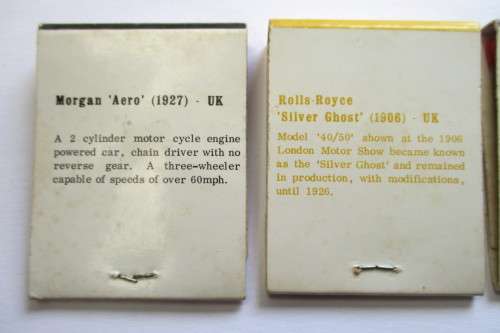 Morgan 'Aero' (1927) - UK
A 2 cylinder motor cycle engine
powered car, chain driver with no
reverse gear. A three-wheeler
capable of speeds of over 60mph.
Rolls-Royce
'Silver Ghost' (1906) - UK
Model '40/50' shown at the 1906
London Motor Show became known
as the 'Silver Ghost' and remained
in production, with modifications,
until 1926.